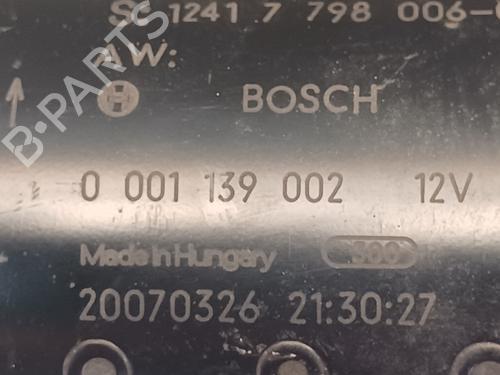 1241 7 798 006-
AW:
BOSCH
0 001 139 002 12V
Made in Hungary 300
20070326 21:30:27
B-PARTS